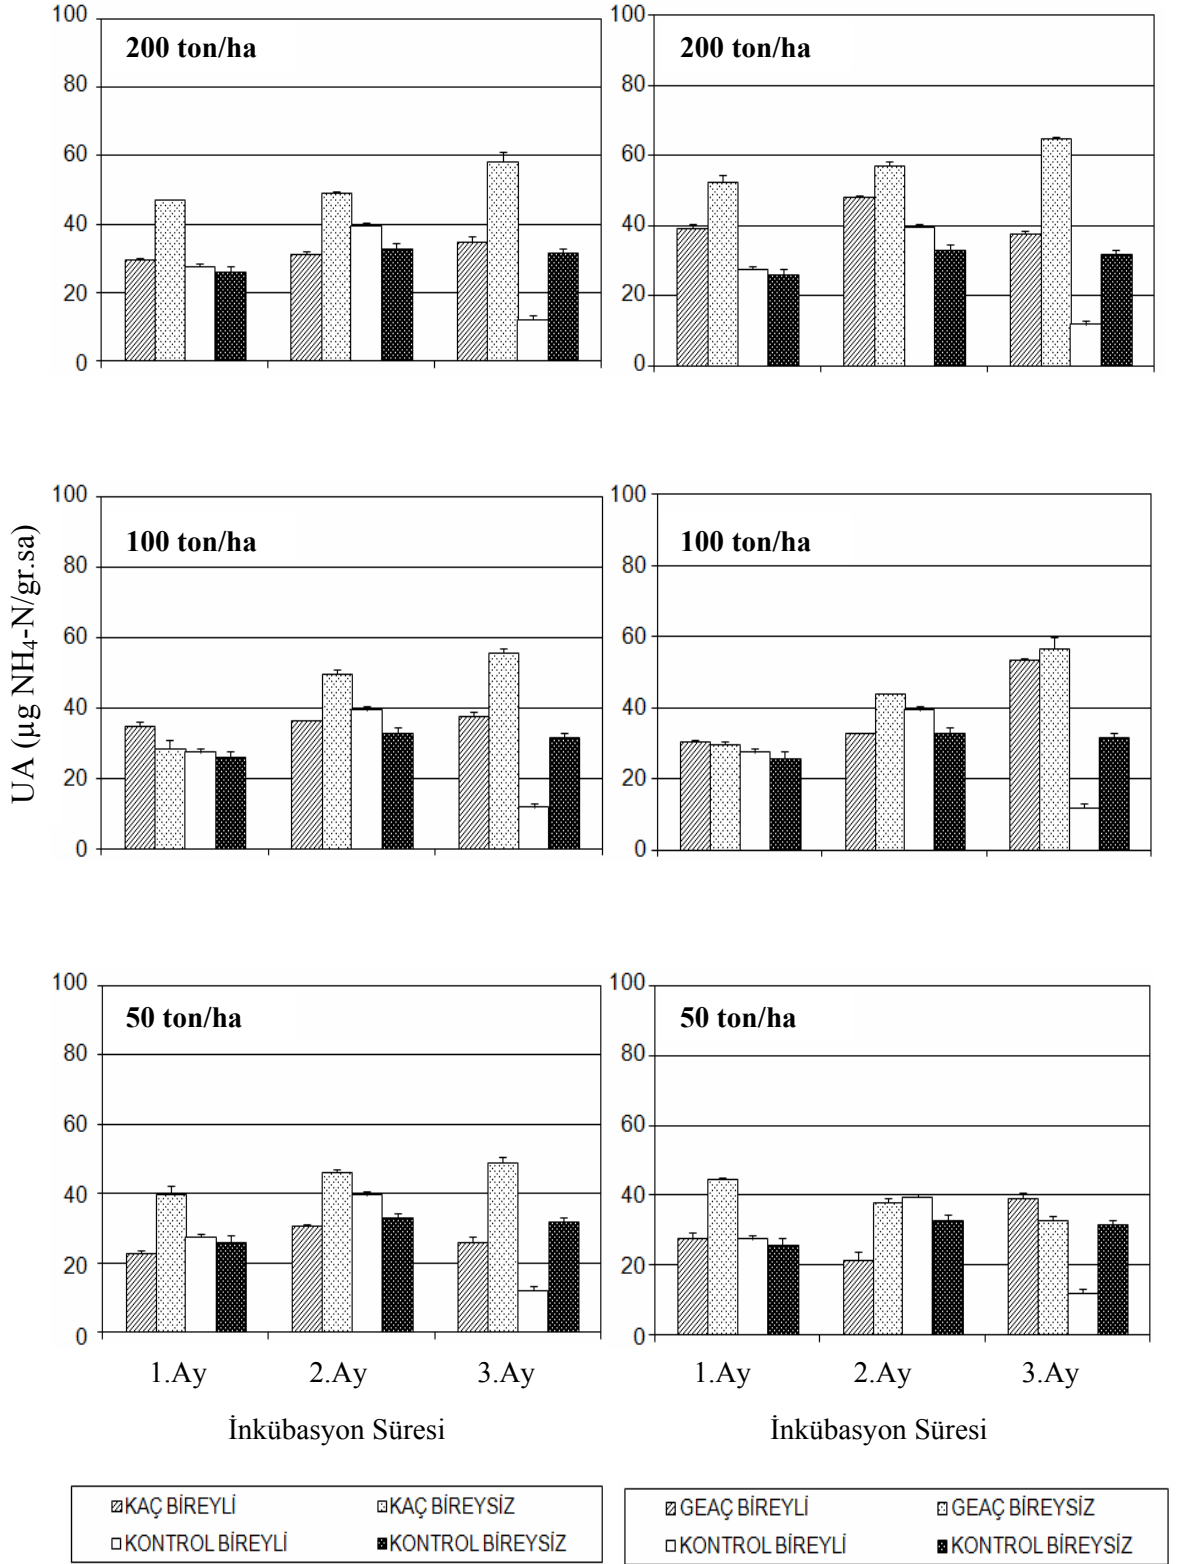 100
80
60
40
20
0
200 ton/ha
100
80
60
40
20
0
200 ton/ha
UA (µg NH₄-N/gr.sa)
100
80
60
40
20
0
100 ton/ha
100
80
60
40
20
0
100 ton/ha
100
80
60
40
20
0
50 ton/ha
1.Ay 2.Ay 3.Ay
İnkübasyon Süresi
100
80
60
40
20
0
50 ton/ha
1.Ay 2.Ay 3.Ay
İnkübasyon Süresi
KAÇ BİREYLİ KAÇ BİREYSİZ
KONTROL BİREYLİ KONTROL BİREYSİZ
GEAÇ BİREYLİ GEAÇ BİREYSİZ
KONTROL BİREYLİ KONTROL BİREYSİZ